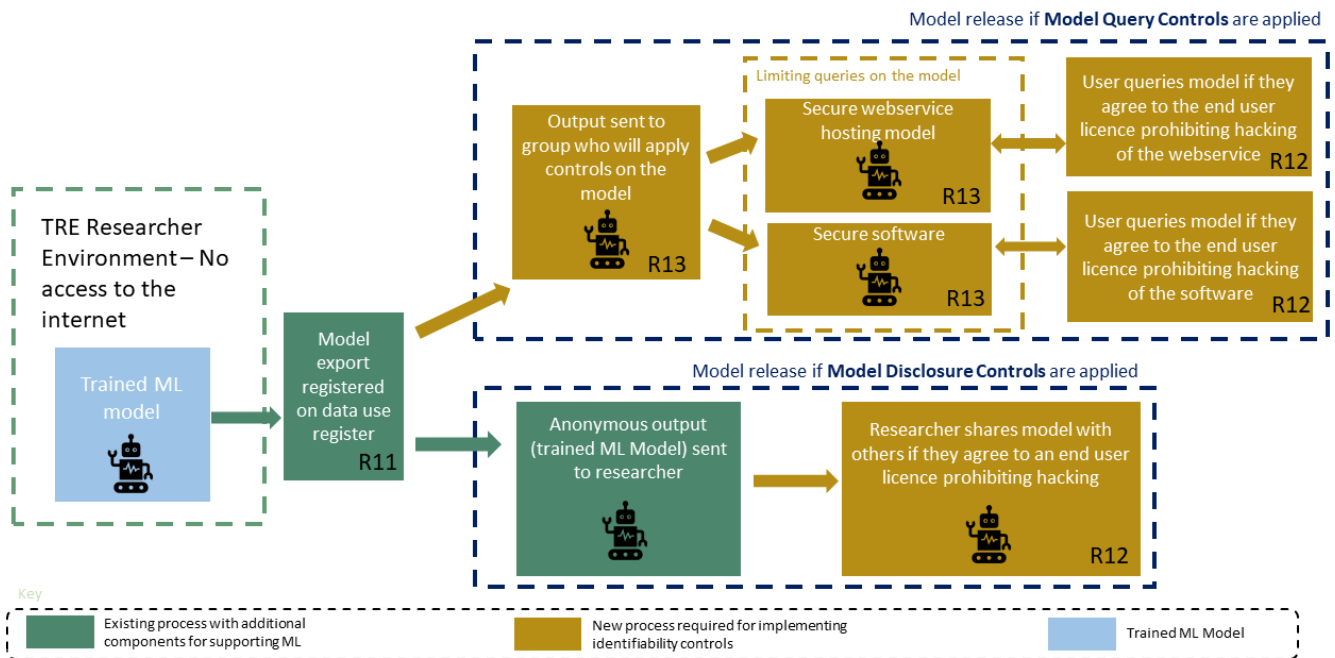 Model release if Model Query Controls are applied
Limiting queries on the model
Output sent to
group who will apply
controls on the
model
R13
Secure webservice
hosting model
R13
User queries model if they
agree to the end user
licence prohibiting hacking
of the webservice
R12
Secure software
R13
User queries model if they
agree to the end user
licence prohibiting hacking
of the software
R12
TRE Researcher
Environment – No
access to the
internet
Trained ML
model
Model
export
registered
on data use
register
R11
Model release if Model Disclosure Controls are applied
Anonymous output
(trained ML Model) sent
to researcher
Researcher shares model with
others if they agree to an end user
licence prohibiting hacking
R12
Key
Existing process with additional
components for supporting ML
New process required for implementing
identifiability controls
Trained ML Model